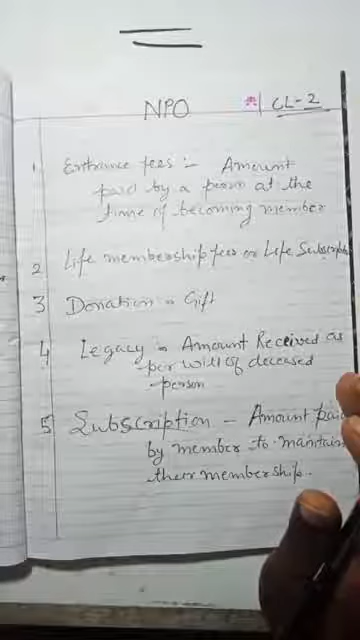 NPO
CL-2
1 Entrance fees :- Amount
paid by a person at the
time of becoming member
2 Life membership fees or Life Subscrip
3 Donation - Gift
4 Legacy - Amount Received as
per will of deceased
person
5 Subscription - Amount paid
by member to maintain
their membership.